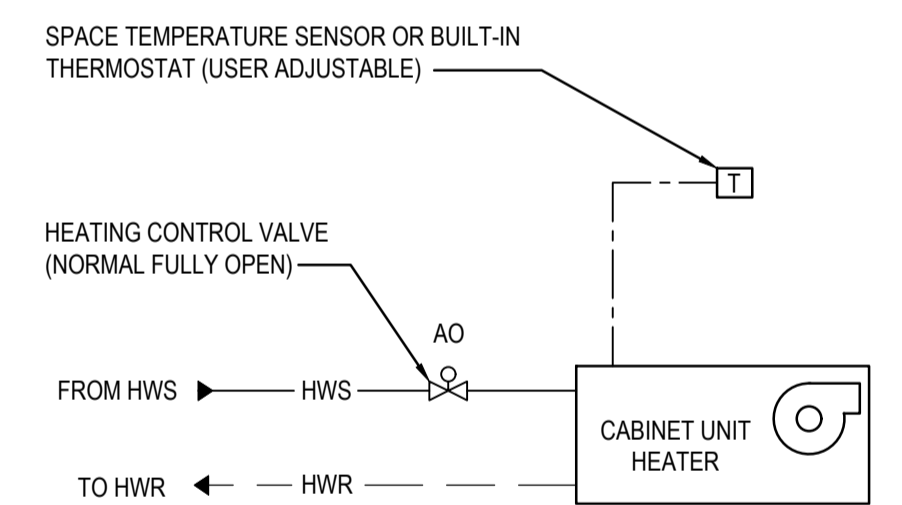 SPACE TEMPERATURE SENSOR OR BUILT-IN
THERMOSTAT (USER ADJUSTABLE)
T
HEATING CONTROL VALVE
(NORMAL FULLY OPEN)
AO
FROM HWS
HWS
CABINET UNIT
HEATER
TO HWR
HWR